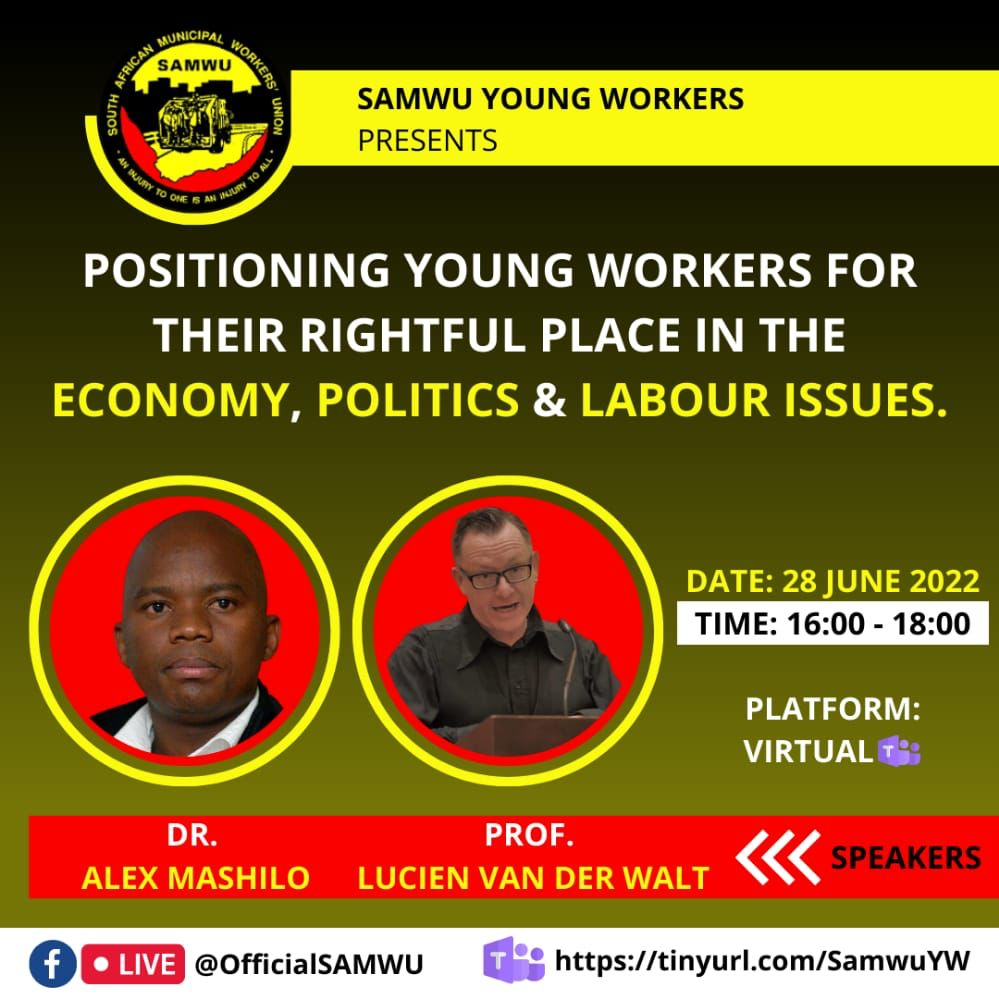 SOUTH AFRICAN MUNICIPAL WORKERS' UNION
SAMWU
• AN INJURY TO ONE IS AN INJURY TO ALL •
SAMWU YOUNG WORKERS
PRESENTS
POSITIONING YOUNG WORKERS FOR
THEIR RIGHTFUL PLACE IN THE
ECONOMY, POLITICS & LABOUR ISSUES.
DATE: 28 JUNE 2022
TIME: 16:00 - 18:00
PLATFORM:
VIRTUAL T
DR.
ALEX MASHILO
PROF.
LUCIEN VAN DER WALT
SPEAKERS
f LIVE @OfficialSAMWU
T https://tinyurl.com/SamwuYW